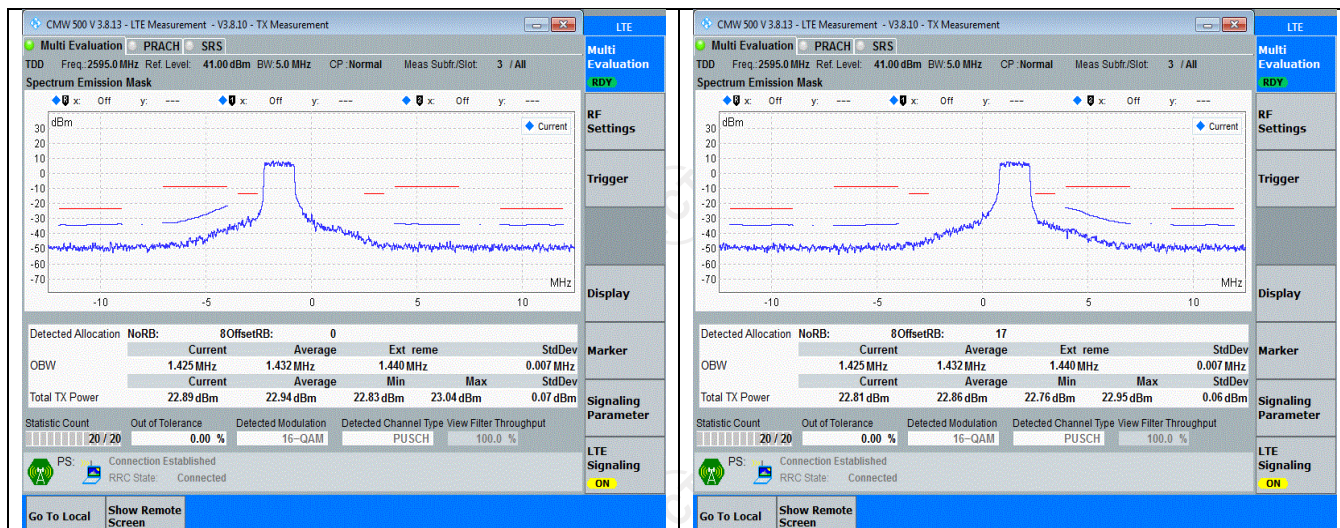 CMW 500 V 3.8.13 - LTE Measurement - V3.8.10 - TX Measurement
LTE
Multi Evaluation PRACH SRS
Multi Evaluation
RDY
TDD Freq.:2595.0 MHz Ref. Level: 41.00 dBm BW:5.0 MHz CP :Normal Meas Subfr./Slot: 3 / All
Spectrum Emission Mask
x: Off y: --- x: Off y: --- x: Off y: ---
dBm
Current
30
20
10
0
-10
-20
-30
-40
-50
-60
-70
MHz
-10 -5 0 5 10
RF Settings
Trigger
Display
Marker
Signaling Parameter
LTE Signaling
ON
Detected Allocation NoRB: 8 OffsetRB: 0
Current Average Ext reme StdDev
OBW 1.425 MHz 1.432 MHz 1.440 MHz 0.007 MHz
Current Average Min Max StdDev
Total TX Power 22.89 dBm 22.94 dBm 22.83 dBm 23.04 dBm 0.07 dBm
Statistic Count Out of Tolerance Detected Modulation Detected Channel Type View Filter Throughput
20 / 20 0.00 % 16-QAM PUSCH 100.0 %
PS: Connection Established
RRC State: Connected
Go To Local Show Remote Screen
CMW 500 V 3.8.13 - LTE Measurement - V3.8.10 - TX Measurement
LTE
Multi Evaluation PRACH SRS
Multi Evaluation
RDY
TDD Freq.:2595.0 MHz Ref. Level: 41.00 dBm BW:5.0 MHz CP :Normal Meas Subfr./Slot: 3 / All
Spectrum Emission Mask
x: Off y: --- x: Off y: --- x: Off y: ---
dBm
Current
30
20
10
0
-10
-20
-30
-40
-50
-60
-70
MHz
-10 -5 0 5 10
RF Settings
Trigger
Display
Marker
Signaling Parameter
LTE Signaling
ON
Detected Allocation NoRB: 8 OffsetRB: 17
Current Average Ext reme StdDev
OBW 1.425 MHz 1.432 MHz 1.440 MHz 0.007 MHz
Current Average Min Max StdDev
Total TX Power 22.81 dBm 22.86 dBm 22.76 dBm 22.95 dBm 0.06 dBm
Statistic Count Out of Tolerance Detected Modulation Detected Channel Type View Filter Throughput
20 / 20 0.00 % 16-QAM PUSCH 100.0 %
PS: Connection Established
RRC State: Connected
Go To Local Show Remote Screen